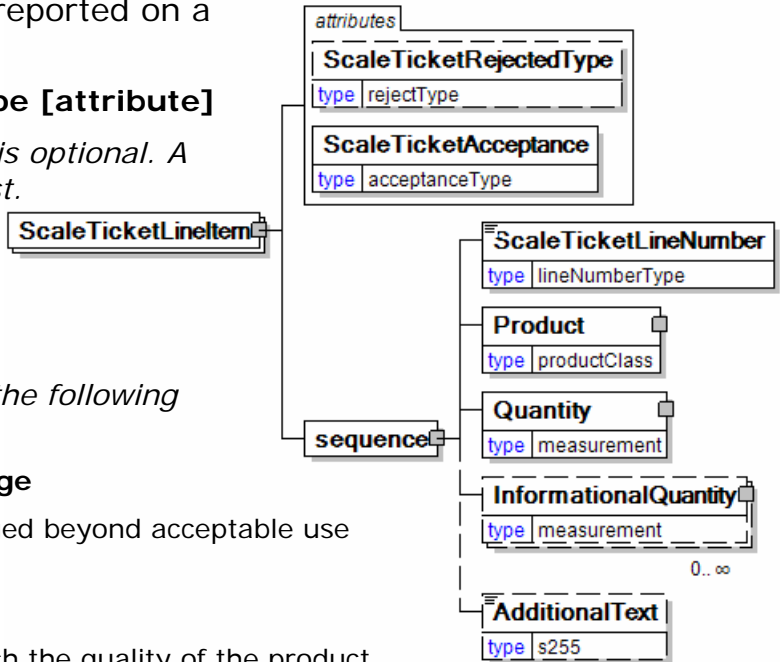 reported on a
pe [attribute]
is optional. A
st.
the following
ge
ed beyond acceptable use
h the quality of the product
attributes
ScaleTicketRejectedType
type rejectType
ScaleTicketAcceptance
type acceptanceType
ScaleTicketLineItem
sequence
ScaleTicketLineNumber
type lineNumberType
Product
type productClass
Quantity
type measurement
InformationalQuantity
type measurement
0.. ∞
AdditionalText
type s255